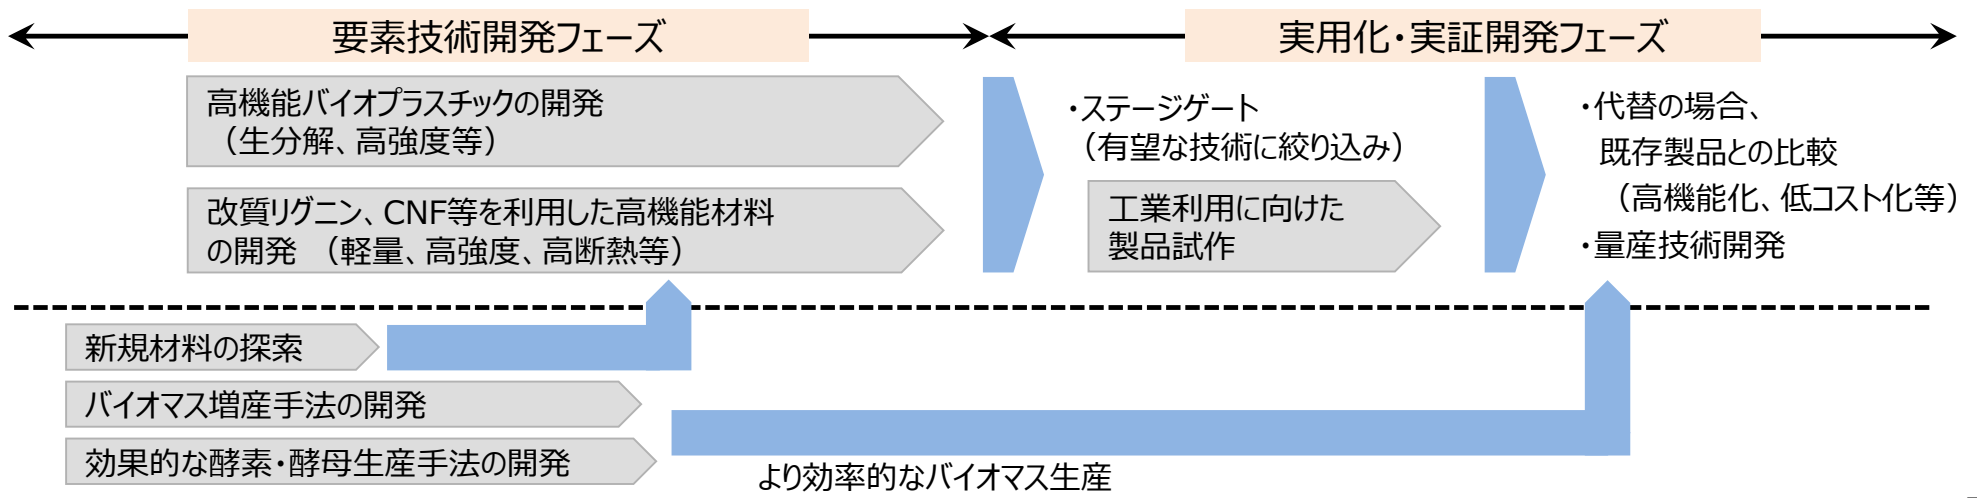 要素技術開発フェーズ
実用化・実証開発フェーズ
高機能バイオプラスチックの開発
（生分解、高強度等）
改質リグニン、CNF等を利用した高機能材料
の開発 （軽量、高強度、高断熱等）
・ステージゲート
（有望な技術に絞り込み）
工業利用に向けた
製品試作
・代替の場合、
既存製品との比較
（高機能化、低コスト化等）
・量産技術開発
新規材料の探索
バイオマス増産手法の開発
効果的な酵素・酵母生産手法の開発
より効率的なバイオマス生産